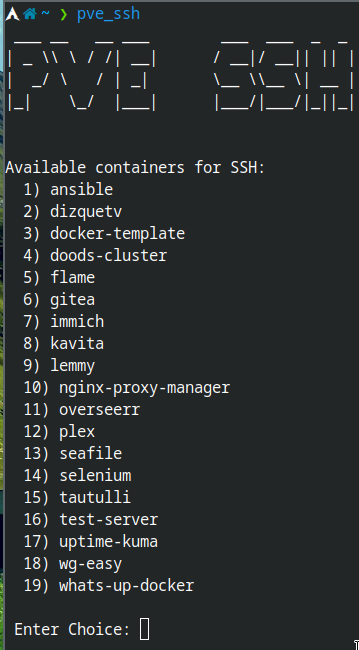 ~ ❯ pve_ssh
PVE SSH
Available containers for SSH:
1) ansible
2) dizquetv
3) docker-template
4) doods-cluster
5) flame
6) gitea
7) immich
8) kavita
9) lemmy
10) nginx-proxy-manager
11) overseerr
12) plex
13) seafile
14) selenium
15) tautulli
16) test-server
17) uptime-kuma
18) wg-easy
19) whats-up-docker
Enter Choice: